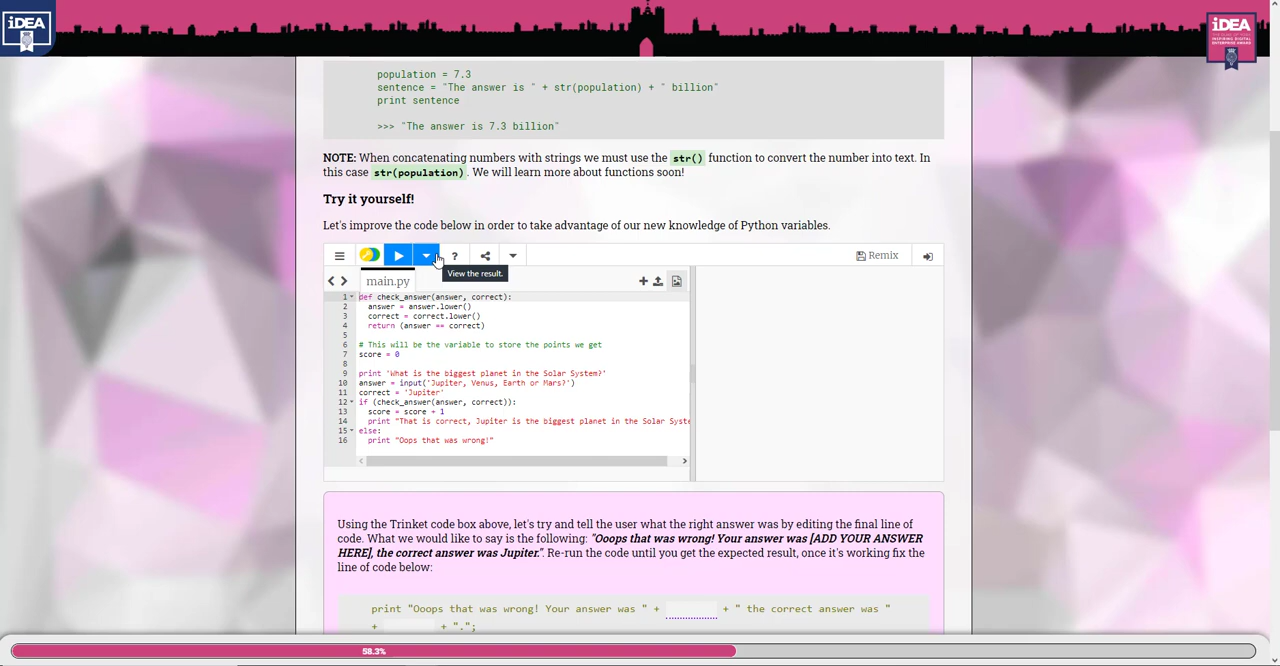 iDEA
iDEA
INSPIRING DIGITAL
ENTERPRISE AWARD
population = 7.3
sentence = "The answer is " + str(population) + " billion"
print sentence
>>> "The answer is 7.3 billion"
NOTE: When concatenating numbers with strings we must use the str() function to convert the number into text. In
this case str(population). We will learn more about functions soon!
Try it yourself!
Let's improve the code below in order to take advantage of our new knowledge of Python variables.
?
Remix
View the result.
main.py
1 def check_answer(answer, correct):
2 answer = answer.lower()
3 correct = correct.lower()
4 return (answer == correct)
5
6 # This will be the variable to store the points we get
7 score = 0
8
9 print 'What is the biggest planet in the Solar System?'
10 answer = input('Jupiter, Venus, Earth or Mars?')
11 correct = 'Jupiter'
12 if (check_answer(answer, correct)):
13 score = score + 1
14 print "That is correct, Jupiter is the biggest planet in the Solar Syste
15 else:
16 print "Oops that was wrong!"
Using the Trinket code box above, let's try and tell the user what the right answer was by editing the final line of
code. What we would like to say is the following: "Ooops that was wrong! Your answer was [ADD YOUR ANSWER
HERE], the correct answer was Jupiter.". Re-run the code until you get the expected result, once it's working fix the
line of code below:
print "Ooops that was wrong! Your answer was " + + " the correct answer was "
+ + ".";
58.3%